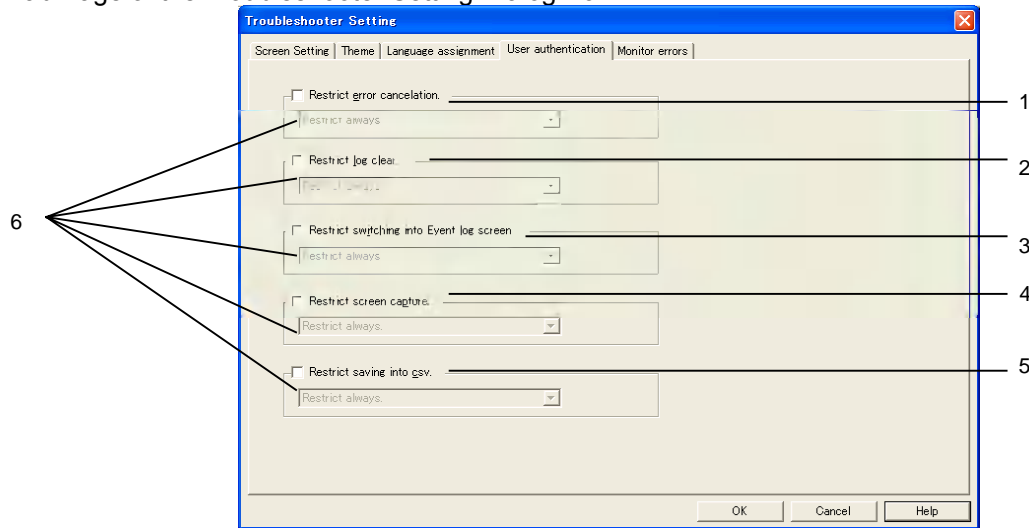 Troubleshooter Setting
Screen Setting Theme Language assignment User authentication Monitor errors
Restrict error cancelation.
1
Restrict always
Restrict log clear.
2
6
Restrict switching into Event log screen
3
Restrict always
Restrict screen capture.
4
Restrict always.
Restrict saving into csv.
5
Restrict always.
OK Cancel Help